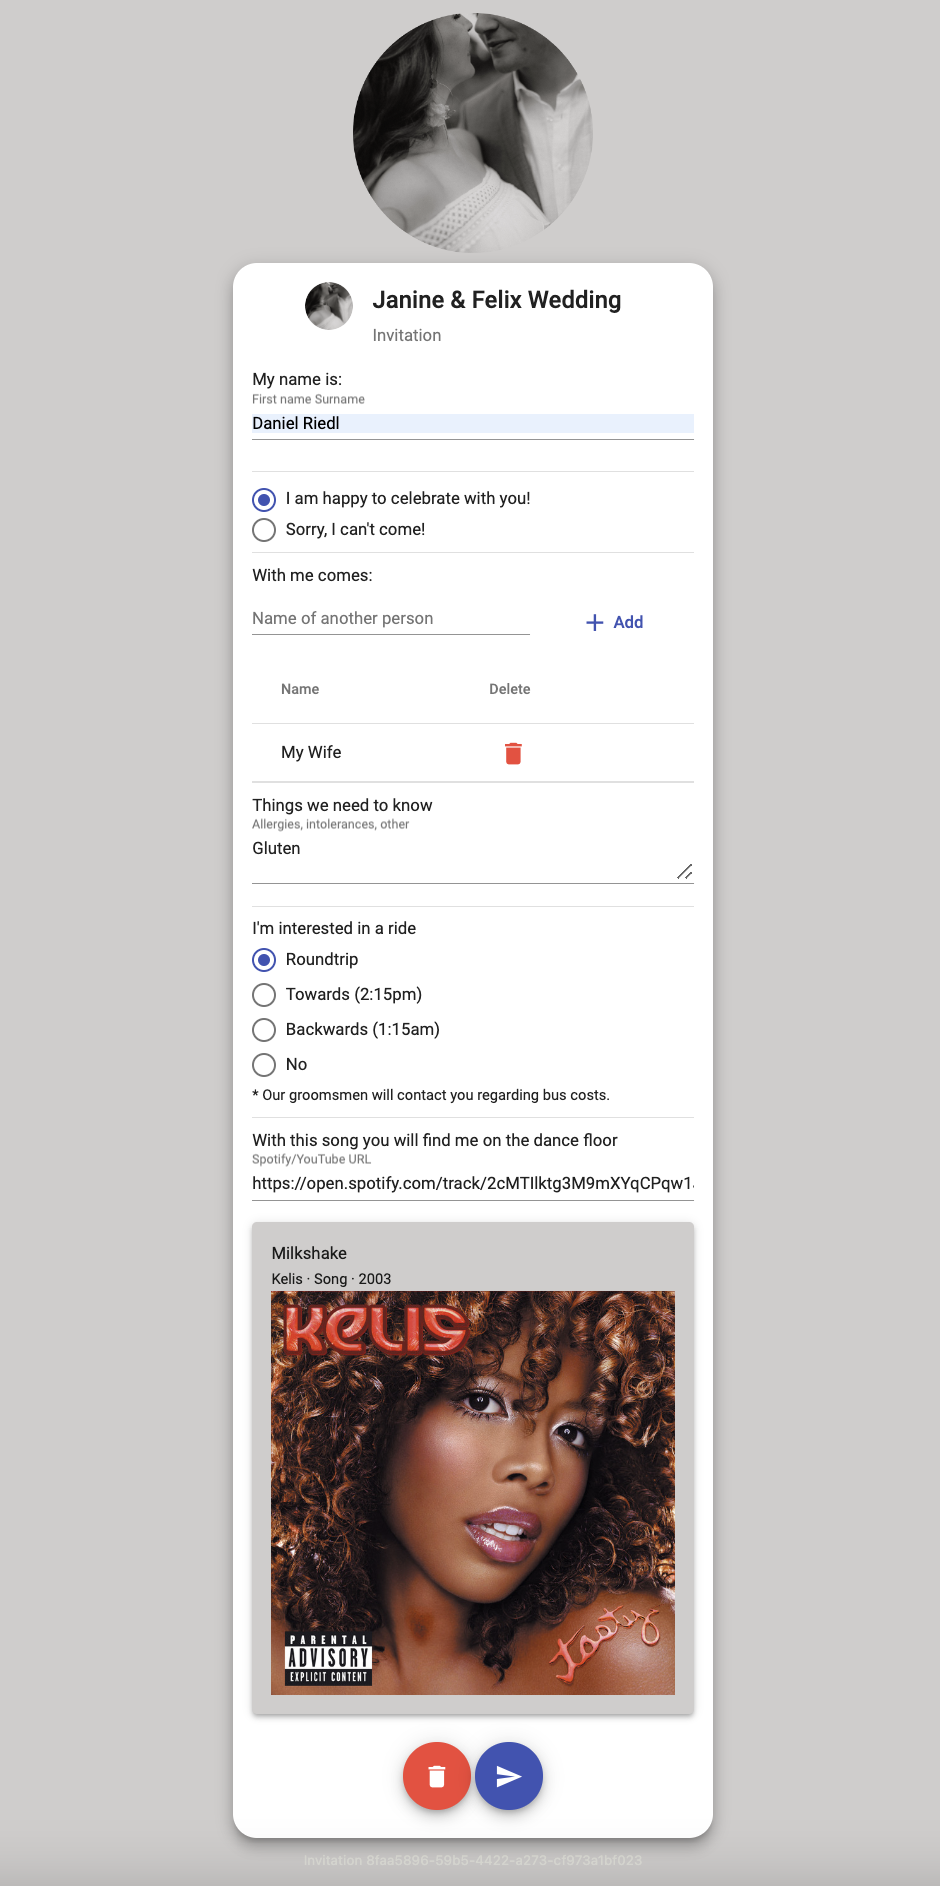 Janine & Felix Wedding
Invitation
My name is:
First name Surname
Daniel Riedl
I am happy to celebrate with you!
Sorry, I can't come!
With me comes:
Name of another person
Add
Name Delete
My Wife
Things we need to know
Allergies, intolerances, other
Gluten
I'm interested in a ride
Roundtrip
Towards (2:15pm)
Backwards (1:15am)
No
* Our groomsmen will contact you regarding bus costs.
With this song you will find me on the dance floor
Spotify/YouTube URL
https://open.spotify.com/track/2cMTIlktg3M9mXYqCPqw1
Milkshake
Kelis · Song · 2003
KELIS
tasty
PARENTAL
ADVISORY
EXPLICIT CONTENT
Invitation 8faa5896-59b5-4422-a273-cf973a1bf023